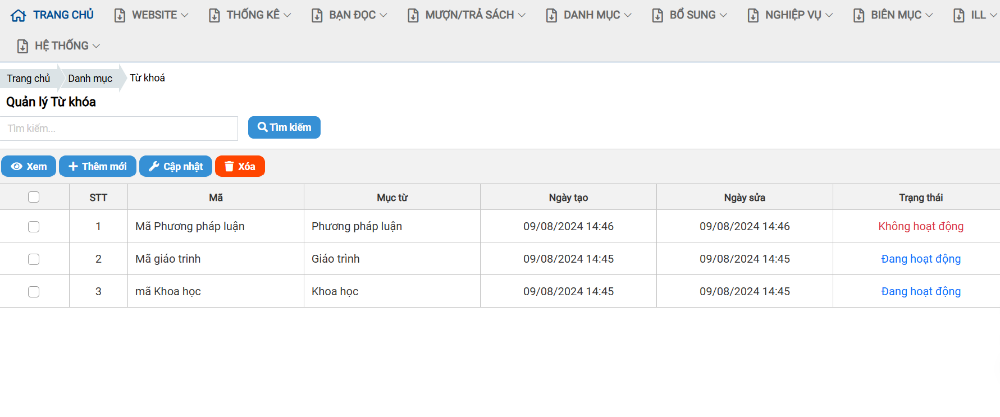 TRANG CHỦ WEBSITE THỐNG KÊ BẠN ĐỌC MƯỢN/TRẢ SÁCH DANH MỤC BỔ SUNG NGHIỆP VỤ BIÊN MỤC ILL
HỆ THỐNG
Trang chủ Danh mục Từ khoá
Quản lý Từ khóa
Tìm kiếm... Tìm kiếm
Xem Thêm mới Cập nhật Xóa
STT Mã Mục từ Ngày tạo Ngày sửa Trạng thái
1 Mã Phương pháp luận Phương pháp luận 09/08/2024 14:46 09/08/2024 14:46 Không hoạt động
2 Mã giáo trinh Giáo trình 09/08/2024 14:45 09/08/2024 14:45 Đang hoạt động
3 mã Khoa học Khoa học 09/08/2024 14:45 09/08/2024 14:45 Đang hoạt động